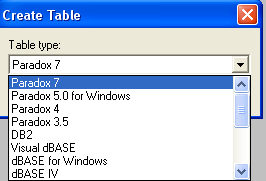 Create Table
Table type:
Paradox 7
Paradox 7
Paradox 5.0 for Windows
Paradox 4
Paradox 3.5
DB2
Visual dBASE
dBASE for Windows
dBASE IV